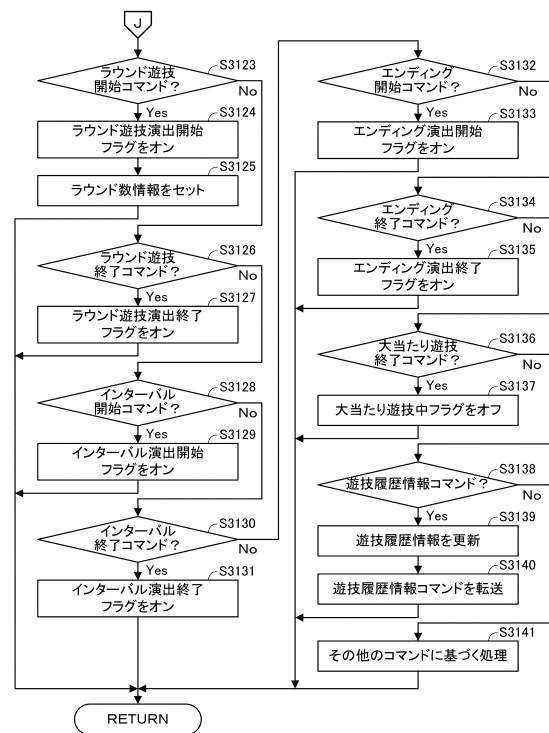 J
S3123
ラウンド遊技
開始コマンド？
No
Yes
S3124
ラウンド遊技演出開始
フラグをオン
S3125
ラウンド数情報をセット
S3126
ラウンド遊技
終了コマンド？
No
Yes
S3127
ラウンド遊技演出終了
フラグをオン
S3128
インターバル
開始コマンド？
No
Yes
S3129
インターバル演出開始
フラグをオン
S3130
インターバル
終了コマンド？
No
Yes
S3131
インターバル演出終了
フラグをオン
S3132
エンディング
開始コマンド？
No
Yes
S3133
エンディング演出開始
フラグをオン
S3134
エンディング
終了コマンド？
No
Yes
S3135
エンディング演出終了
フラグをオン
S3136
大当たり遊技
終了コマンド？
No
Yes
S3137
大当たり遊技中フラグをオフ
S3138
遊技履歴情報コマンド？
No
Yes
S3139
遊技履歴情報を更新
S3140
遊技履歴情報コマンドを転送
S3141
その他のコマンドに基づく処理
RETURN